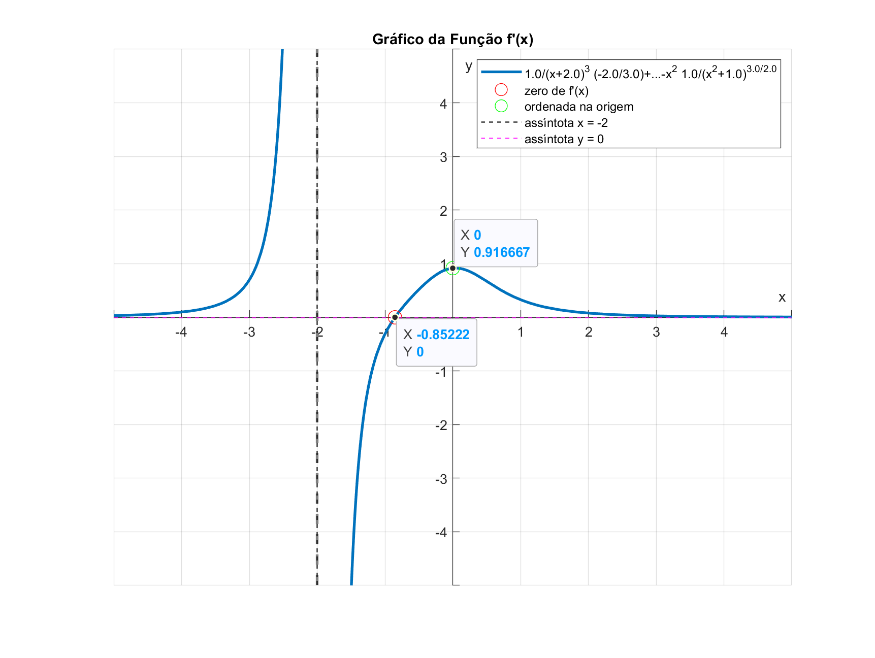 Gráfico da Função f'(x)
y
1.0/(x+2.0)³ (-2.0/3.0)+...-x² 1.0/(x²+1.0)^3.0/2.0
zero de f'(x)
ordenada na origem
assintota x = -2
assintota y = 0
4
3
2
X 0
Y 0.916667
1
x
-4 -3 -2 -1 1 2 3 4
X -0.85222
Y 0
-1
-2
-3
-4